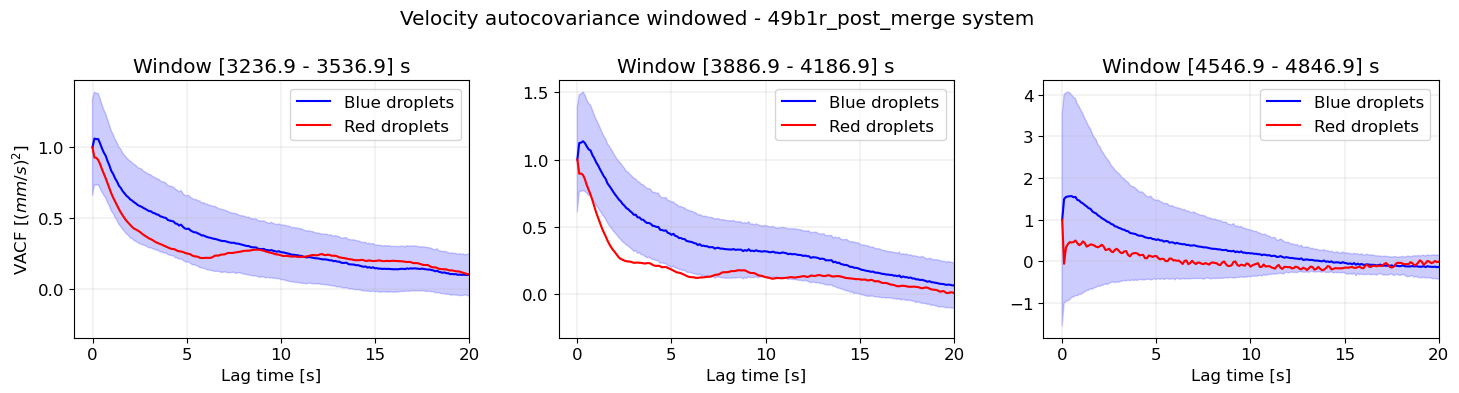 Velocity autocovariance windowed - 49b1r_post_merge system
Window [3236.9 - 3536.9] s
Window [3886.9 - 4186.9] s
Window [4546.9 - 4846.9] s
Blue droplets
Red droplets
Blue droplets
Red droplets
Blue droplets
Red droplets
VACF [(mm/s)²]
1.0
0.5
0.0
1.5
1.0
0.5
0.0
4
3
2
1
0
−1
0 5 10 15 20
0 5 10 15 20
0 5 10 15 20
Lag time [s]
Lag time [s]
Lag time [s]